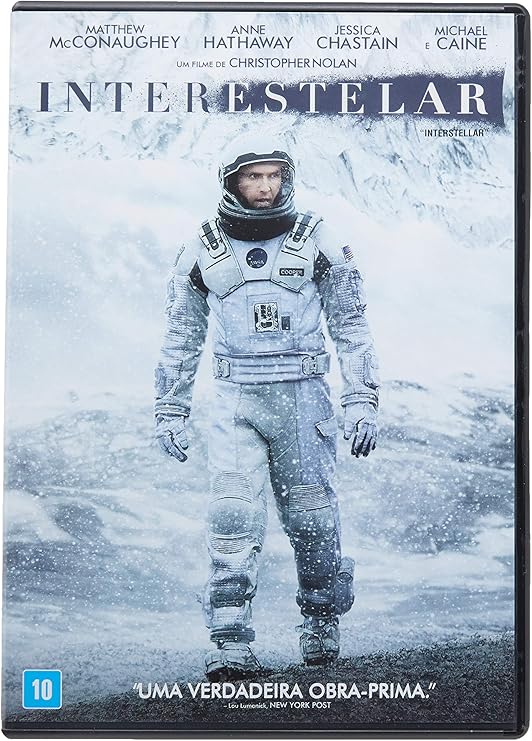 MATTHEW McCONAUGHEY ANNE HATHAWAY JESSICA CHASTAIN E MICHAEL CAINE
UM FILME DE CHRISTOPHER NOLAN
INTERESTELAR
"INTERSTELLAR"
NASA
COOPER
10
"UMA VERDADEIRA OBRA-PRIMA."
– Lou Lumenick, NEW YORK POST